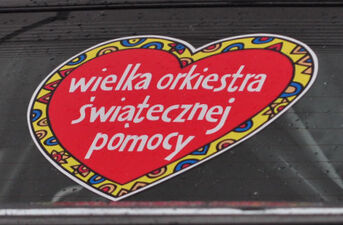 wielka orkiestra
świątecznej
pomocy